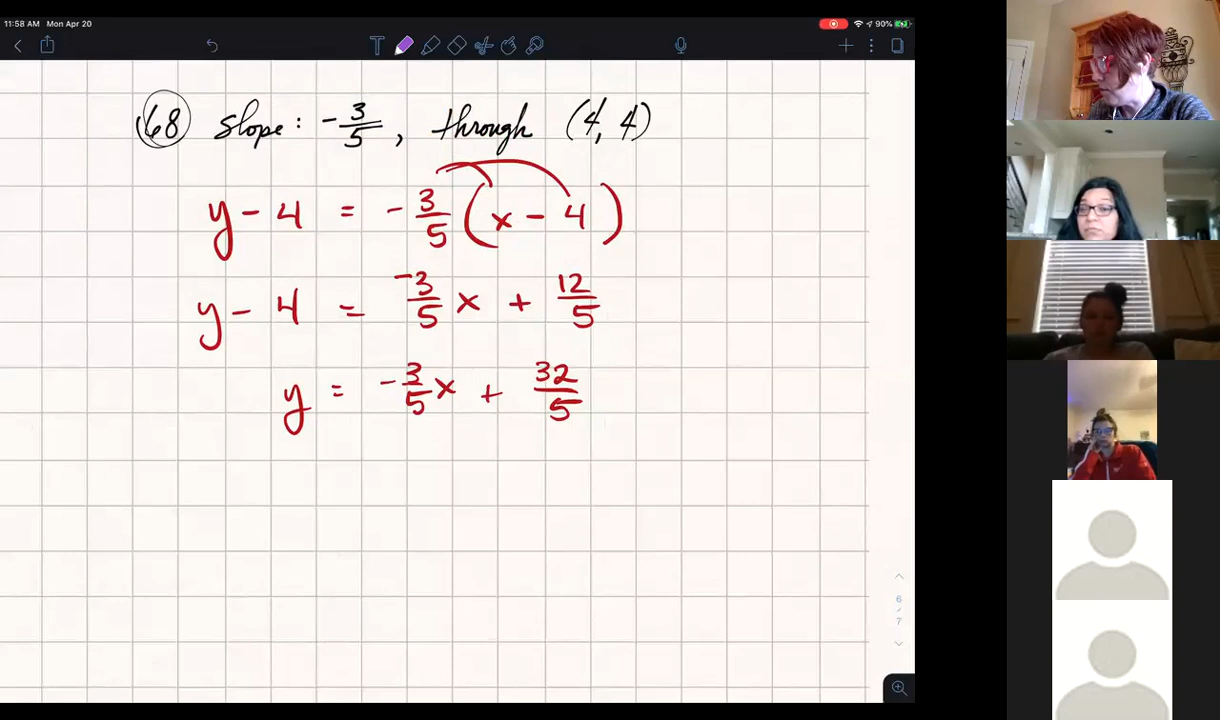 11:58 AM Mon Apr 20
90%
68 slope: -3/5, through (4, 4)
y - 4 = -3/5 (x - 4)
y - 4 = -3/5 x + 12/5
y = -3/5 x + 32/5
6
/
7